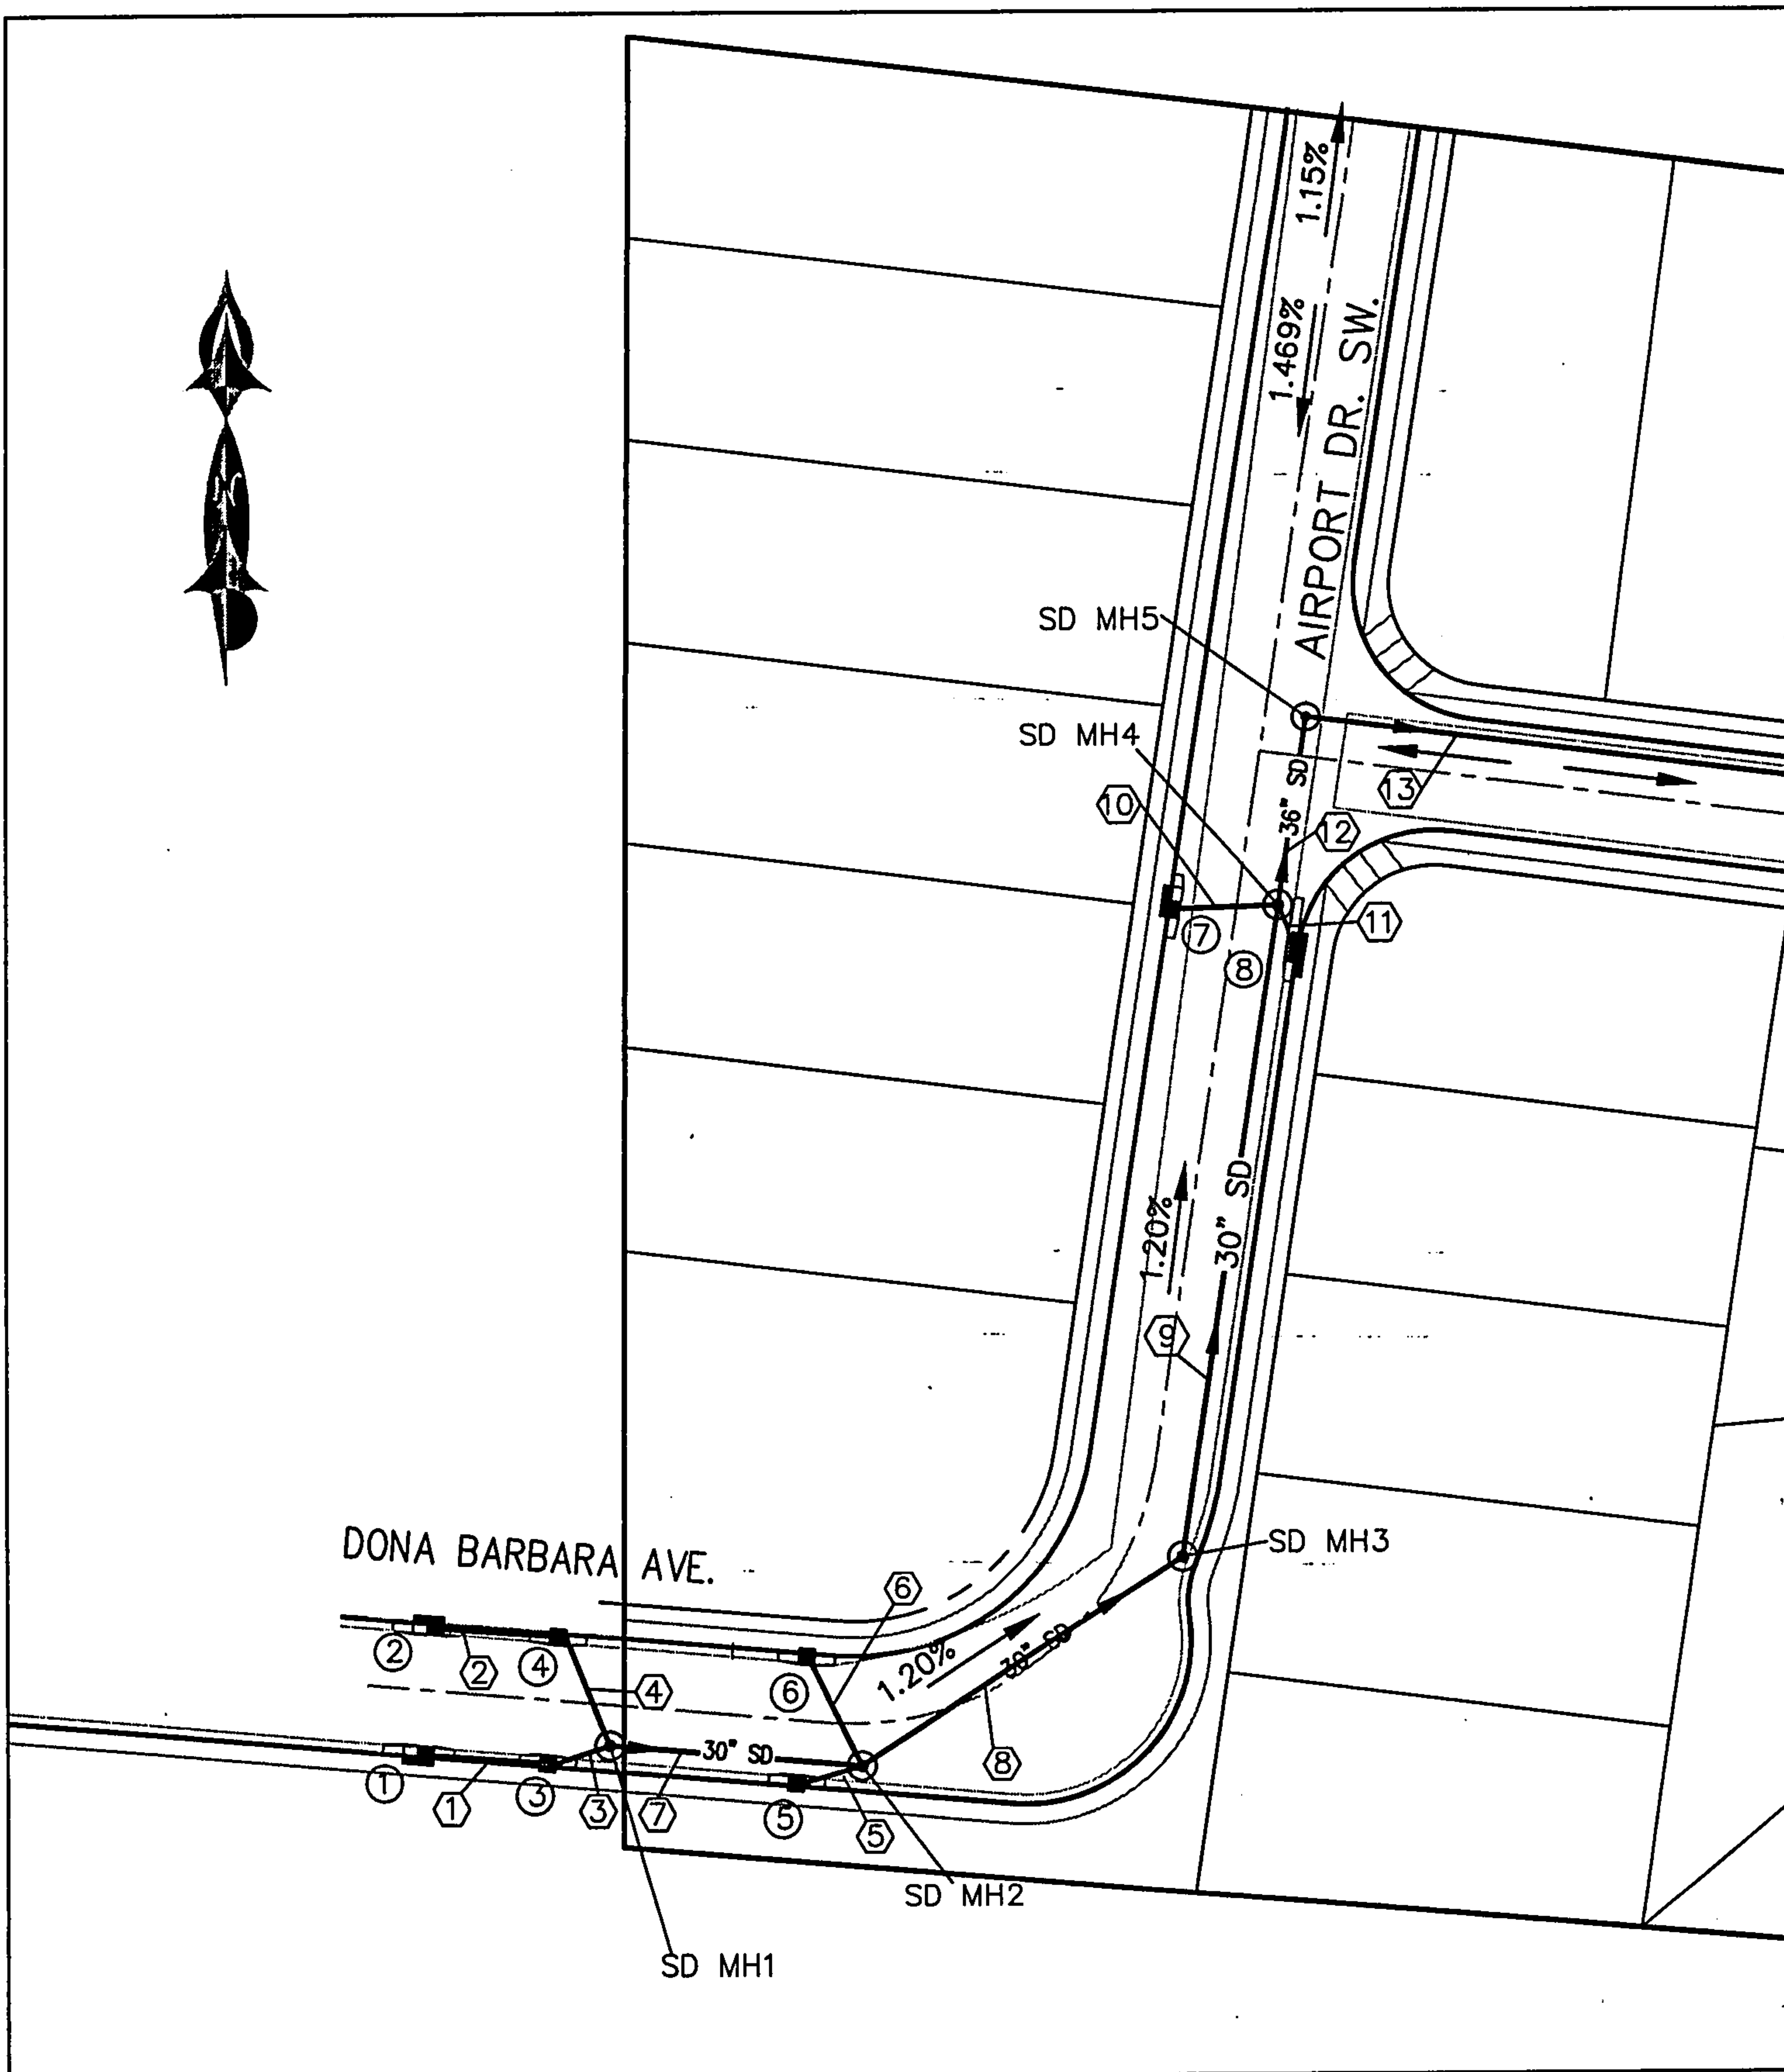 1.15%
1.469%
AIRPORT DR. SW.
SD MH5
SD MH4
13
10
36" SD
12
11
7
8
1.20%
30" SD
9
SD MH3
DONA BARBARA AVE.
6
2
2
4
4
6
1.20%
30" SD
30" SD
8
1
1
3
3
7
5
5
SD MH2
SD MH1